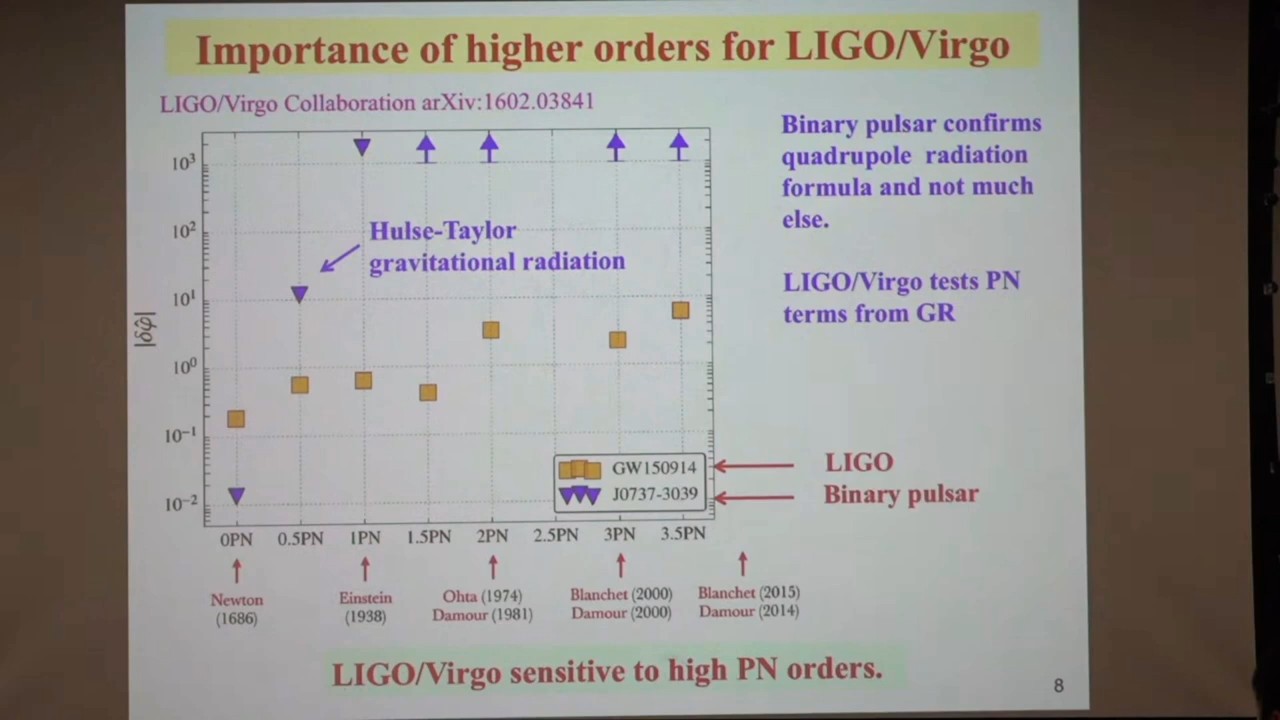 Importance of higher orders for LIGO/Virgo
LIGO/Virgo Collaboration arXiv:1602.03841
Binary pulsar confirms
quadrupole radiation
formula and not much
else.
LIGO/Virgo tests PN
terms from GR
10³
10²
10¹
10⁰
10⁻¹
10⁻²
|δφ̂|
Hulse-Taylor
gravitational radiation
GW150914
J0737-3039
LIGO
Binary pulsar
0PN 0.5PN 1PN 1.5PN 2PN 2.5PN 3PN 3.5PN
Newton
(1686)
Einstein
(1938)
Ohta (1974)
Damour (1981)
Blanchet (2000)
Damour (2000)
Blanchet (2015)
Damour (2014)
LIGO/Virgo sensitive to high PN orders.
8